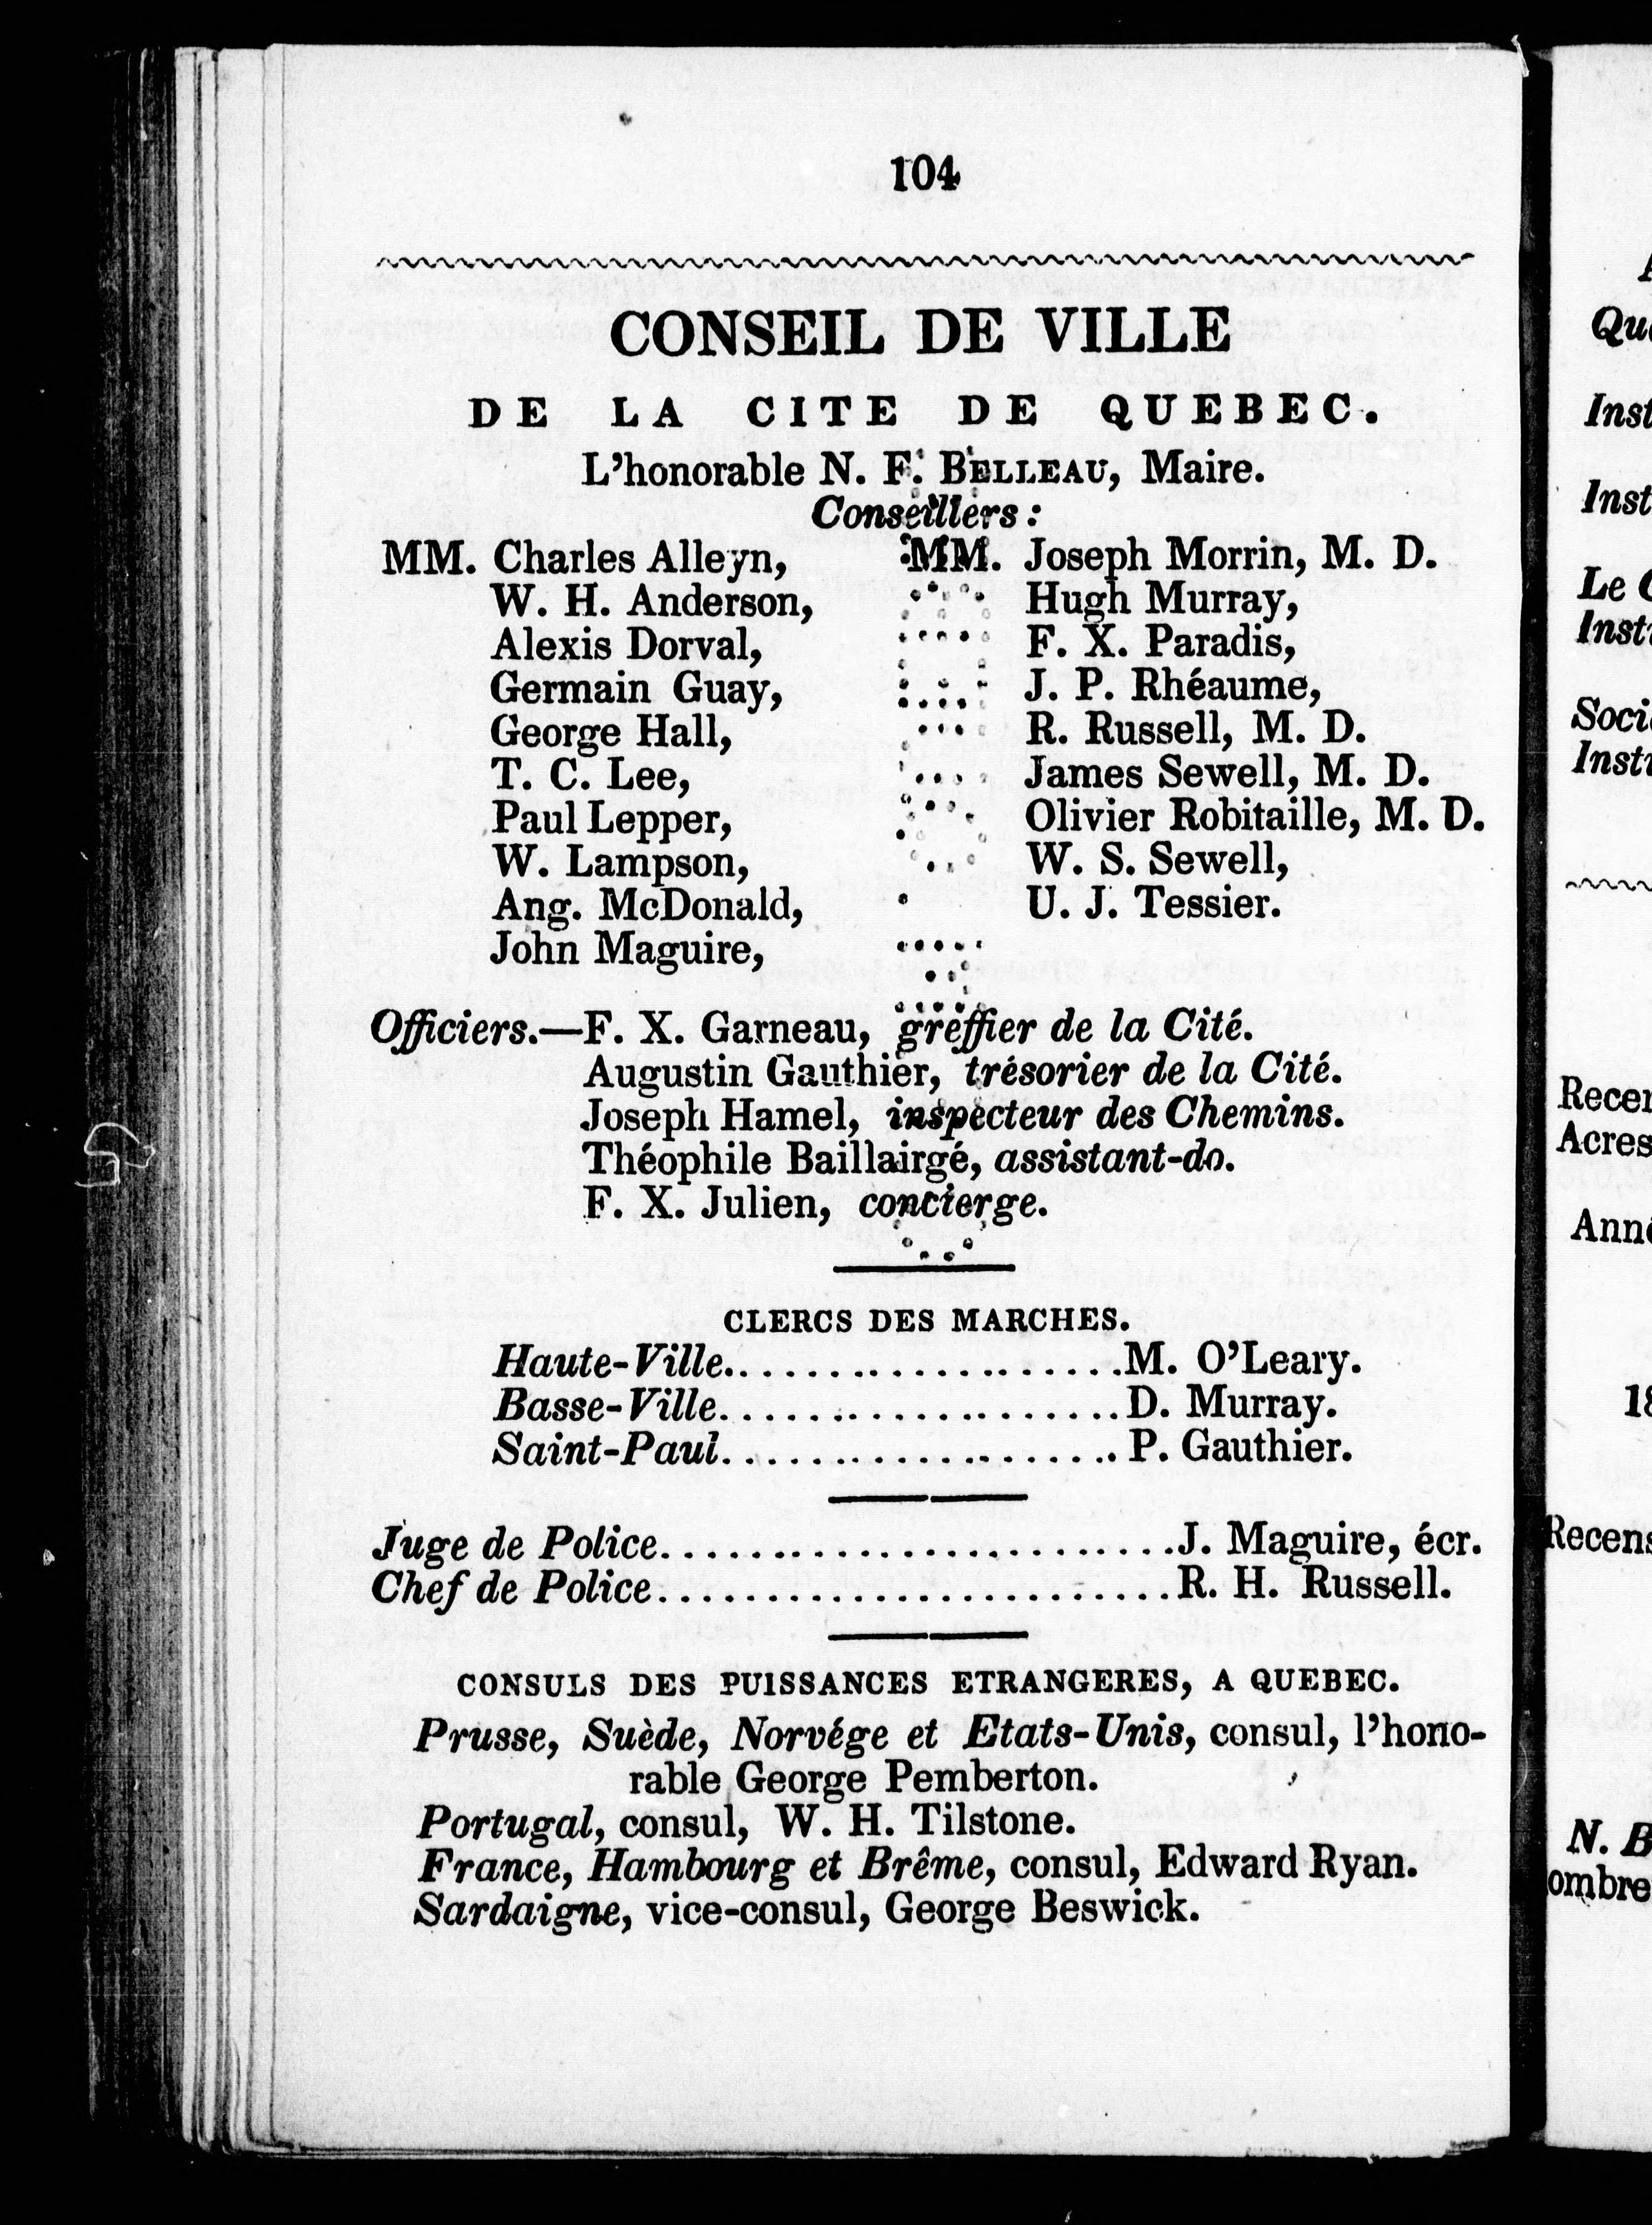 104
CONSEIL DE VILLE
DE LA CITE DE QUEBEC.
L'honorable N. F. BELLEAU, Maire.
Conseillers :
MM. Charles Alleyn,
W. H. Anderson,
Alexis Dorval,
Germain Guay,
George Hall,
T. C. Lee,
Paul Lepper,
W. Lampson,
Ang. McDonald,
John Maguire,
MM. Joseph Morrin, M. D.
Hugh Murray,
F. X. Paradis,
J. P. Rhéaume,
R. Russell, M. D.
James Sewell, M. D.
Olivier Robitaille, M. D.
W. S. Sewell,
U. J. Tessier.
Officiers.—F. X. Garneau, greffier de la Cité.
Augustin Gauthier, trésorier de la Cité.
Joseph Hamel, inspecteur des Chemins.
Théophile Baillairgé, assistant-do.
F. X. Julien, concierge.
CLERCS DES MARCHES.
Haute-Ville....................M. O'Leary.
Basse-Ville....................D. Murray.
Saint-Paul....................P. Gauthier.
Juge de Police..........................J. Maguire, écr.
Chef de Police..........................R. H. Russell.
CONSULS DES PUISSANCES ETRANGERES, A QUEBEC.
Prusse, Suède, Norvége et Etats-Unis, consul, l'hono-
rable George Pemberton.
Portugal, consul, W. H. Tilstone.
France, Hambourg et Brême, consul, Edward Ryan.
Sardaigne, vice-consul, George Beswick.